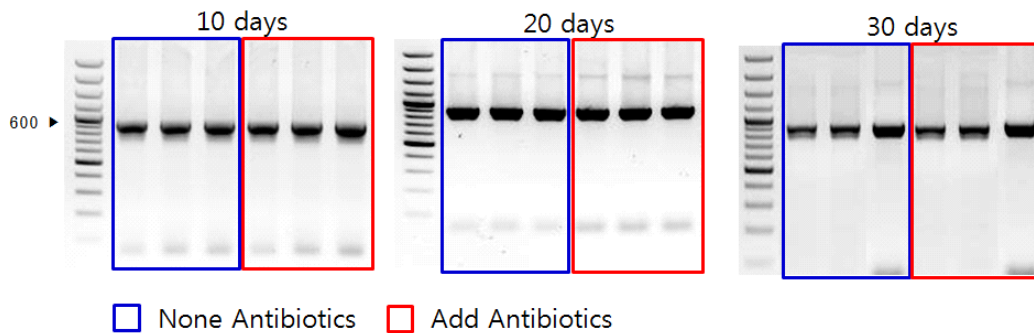 10 days
20 days
30 days
600 ►
None Antibiotics
Add Antibiotics